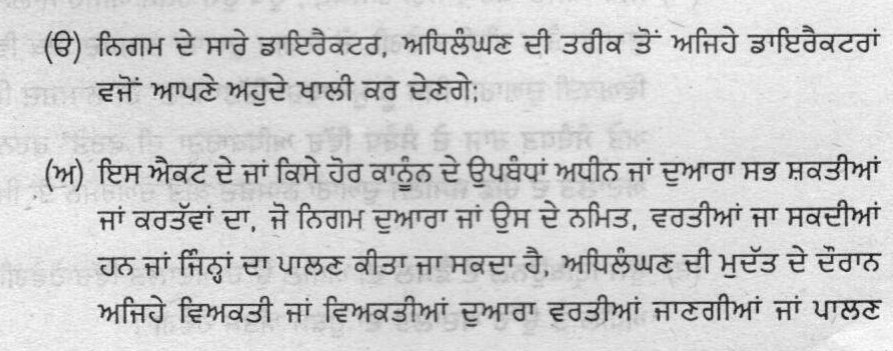 (ੳ) ਨਿਗਮ ਦੇ ਸਾਰੇ ਡਾਇਰੈਕਟਰ, ਅਧਿਲੰਘਣ ਦੀ ਤਰੀਕ ਤੋਂ ਅਜਿਹੇ ਡਾਇਰੈਕਟਰਾਂ
ਵਜੋਂ ਆਪਣੇ ਅਹੁਦੇ ਖਾਲੀ ਕਰ ਦੇਣਗੇ;
(ਅ) ਇਸ ਐਕਟ ਦੇ ਜਾਂ ਕਿਸੇ ਹੋਰ ਕਾਨੂੰਨ ਦੇ ਉਪਬੰਧਾਂ ਅਧੀਨ ਜਾਂ ਦੁਆਰਾ ਸਭ ਸ਼ਕਤੀਆਂ
ਜਾਂ ਕਰਤੱਵਾਂ ਦਾ, ਜੋ ਨਿਗਮ ਦੁਆਰਾ ਜਾਂ ਉਸ ਦੇ ਨਮਿਤ, ਵਰਤੀਆਂ ਜਾ ਸਕਦੀਆਂ
ਹਨ ਜਾਂ ਜਿੰਨ੍ਹਾਂ ਦਾ ਪਾਲਣ ਕੀਤਾ ਜਾ ਸਕਦਾ ਹੈ, ਅਧਿਲੰਘਣ ਦੀ ਮੁਦੱਤ ਦੇ ਦੌਰਾਨ
ਅਜਿਹੇ ਵਿਅਕਤੀ ਜਾਂ ਵਿਅਕਤੀਆਂ ਦੁਆਰਾ ਵਰਤੀਆਂ ਜਾਣਗੀਆਂ ਜਾਂ ਪਾਲਣ